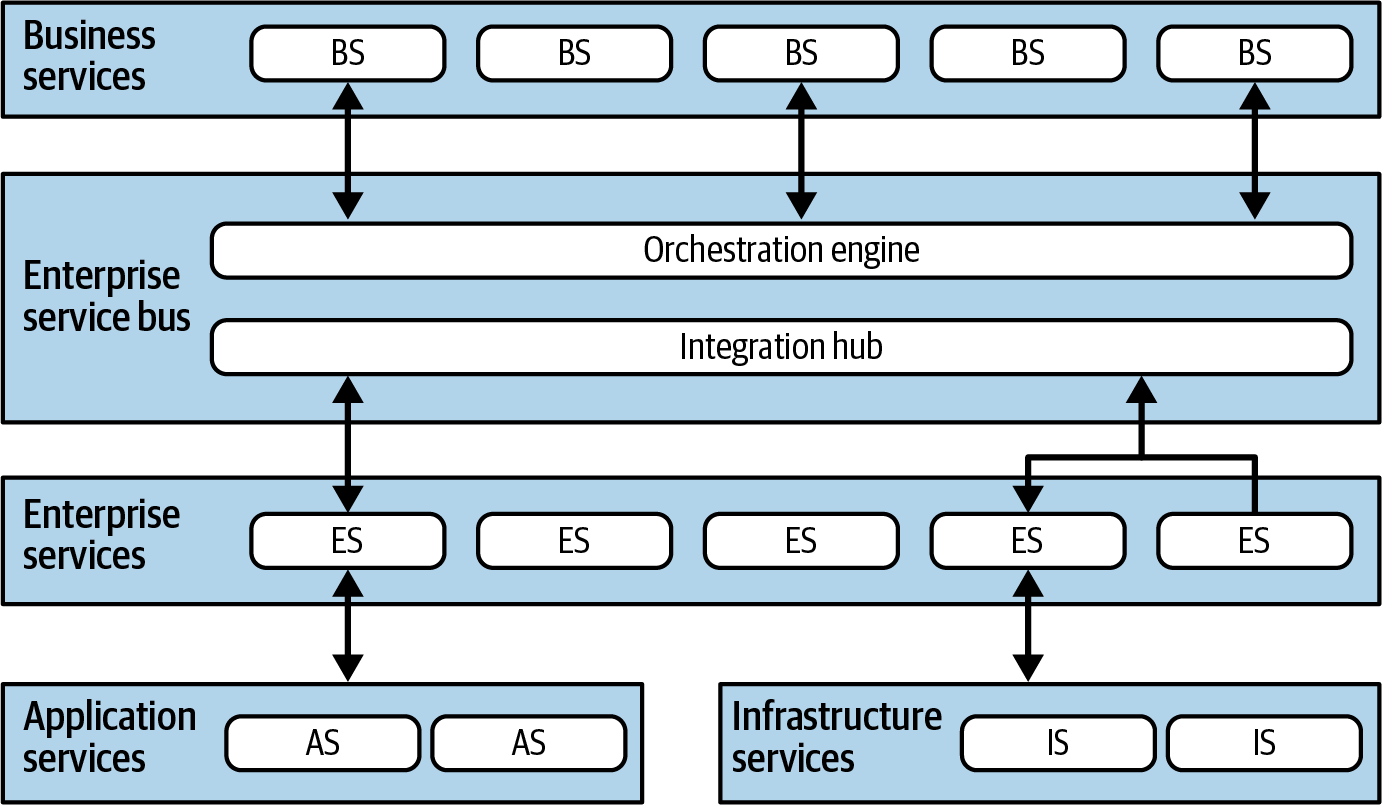 Business
services
BS
BS
BS
BS
BS
Enterprise
service bus
Orchestration engine
Integration hub
Enterprise
services
ES
ES
ES
ES
ES
Application
services
AS
AS
Infrastructure
services
IS
IS